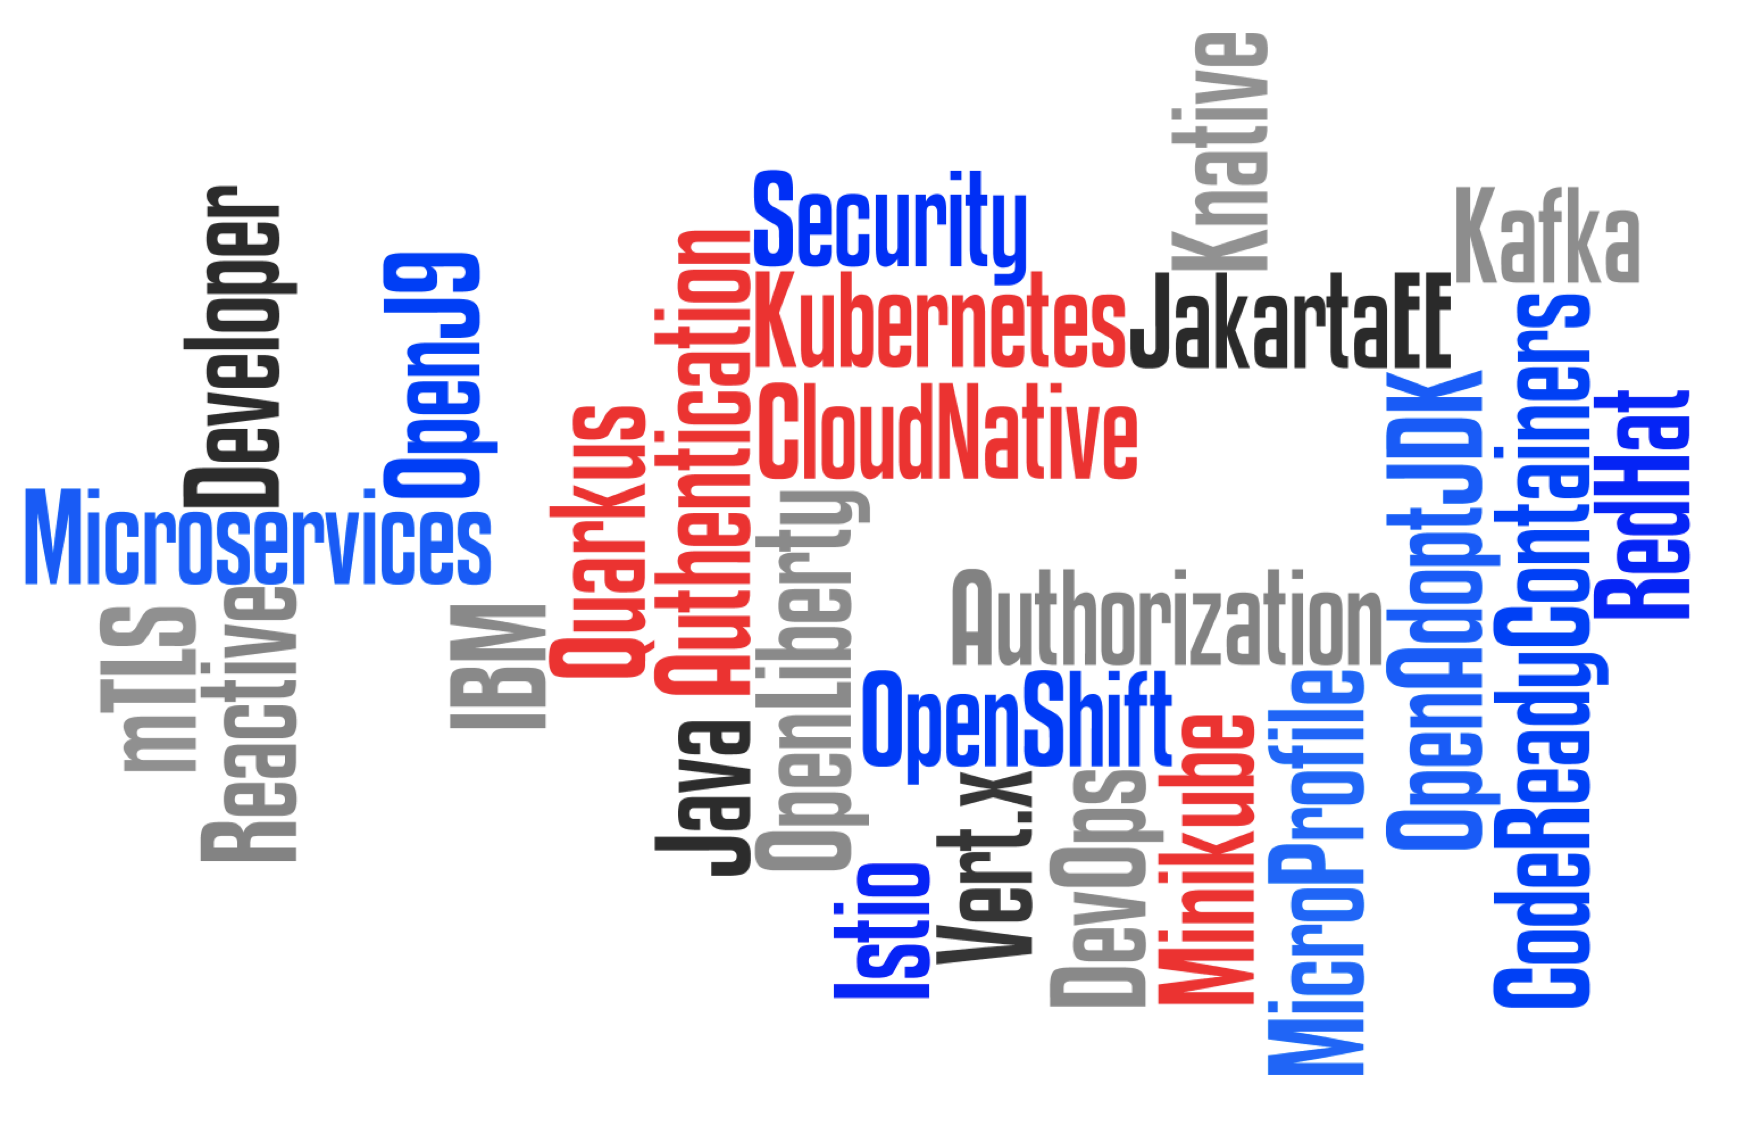 Knative
Security
Kafka
Developer
OpenJ9
Authentication
Kubernetes
JakartaEE
CodeReadyContainers
OpenAdoptJDK
RedHat
CloudNative
Quarkus
Microservices
OpenLiberty
Authorization
mTLS
Reactive
IBM
OpenShift
Java
Minikube
MicroProfile
Vert.x
DevOps
Istio